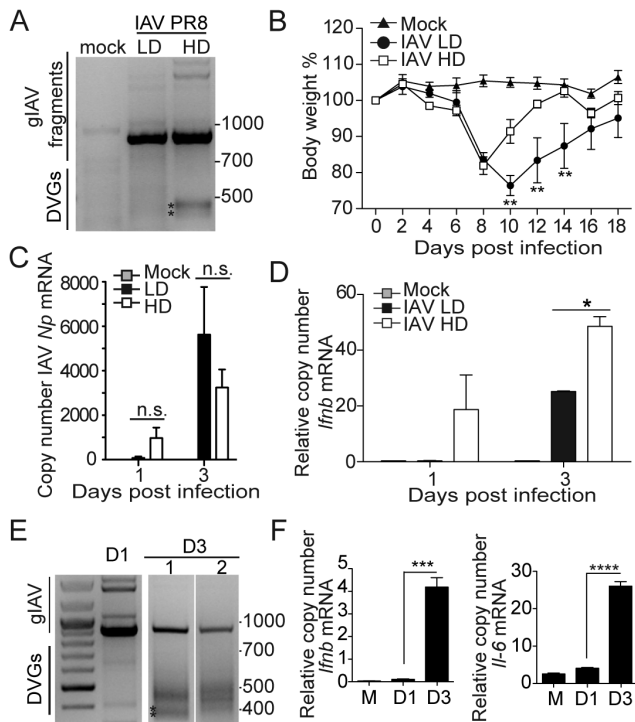 A
IAV PR8
mock LD HD
gIAV fragments
DVGs
1000
700
500
*
*
B
Mock
IAV LD
IAV HD
Body weight %
110
100
90
80
70
** ** **
0 2 4 6 8 10 12 14 16 18
Days post infection
C
Mock
LD
HD
n.s.
n.s.
Copy number IAV Np mRNA
8000
6000
4000
2000
0
1 3
Days post infection
D
Mock
IAV LD
IAV HD
*
Relative copy number Ifnb mRNA
60
40
20
0
1 3
Days post infection
E
D1 D3
1 2
gIAV
DVGs
1000
700
500
400
*
*
F
Relative copy number Ifnb mRNA
5
4
3
2
1
0
***
M D1 D3
Relative copy number Il-6 mRNA
30
20
10
0
****
M D1 D3